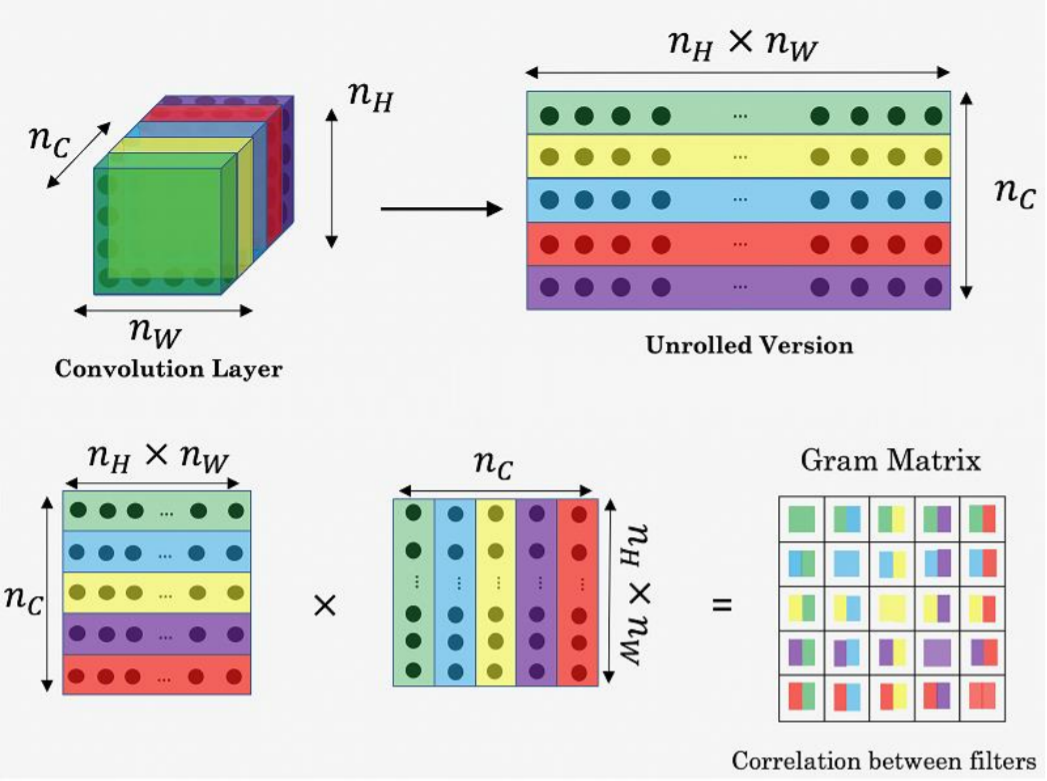 n_H × n_W
n_H
n_C
n_C
n_W
Convolution Layer
...
...
...
...
...
Unrolled Version
n_H × n_W
n_C
Gram Matrix
n_C
...
...
...
...
...
×
...
...
...
...
...
n_H × n_W
=
Correlation between filters